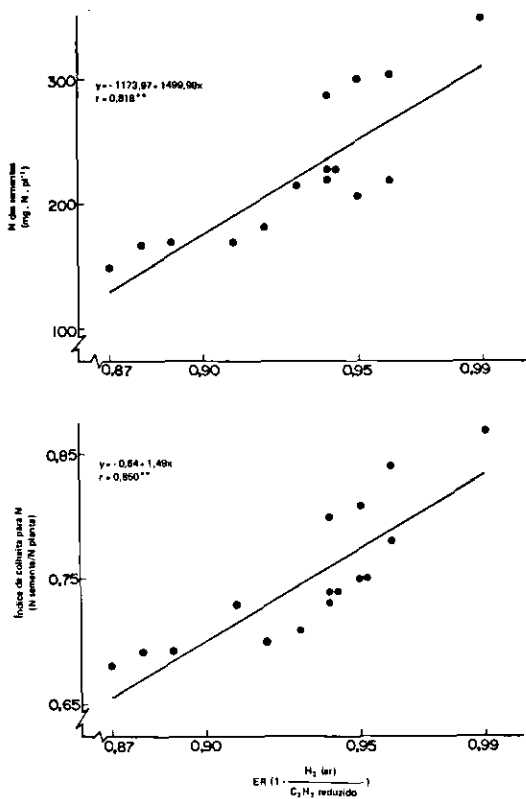 300
200
100
N das sementes
(mg. N. pl⁻¹)
y=-1173,97+1499,98x
r=0,818**
0,87 0,90 0,95 0,99
0,85
0,75
0,65
Índice de colheita para N
(N semente/N planta)
y=-0,64+1,49x
r=0,850**
0,87 0,90 0,95 0,99
H₂ (ar)
ER (1 - )
C₂H₂ reduzido